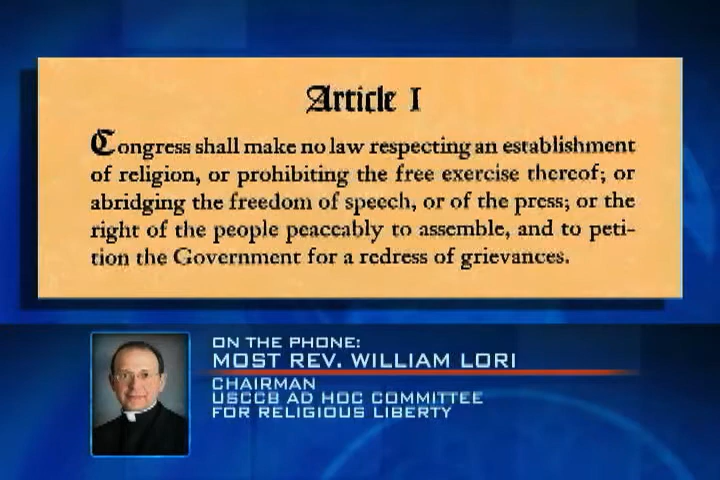 Article I
Congress shall make no law respecting an establishment
of religion, or prohibiting the free exercise thereof; or
abridging the freedom of speech, or of the press; or the
right of the people peaceably to assemble, and to peti-
tion the Government for a redress of grievances.
ON THE PHONE:
MOST REV. WILLIAM LORI
CHAIRMAN
USCCB AD HOC COMMITTEE
FOR RELIGIOUS LIBERTY